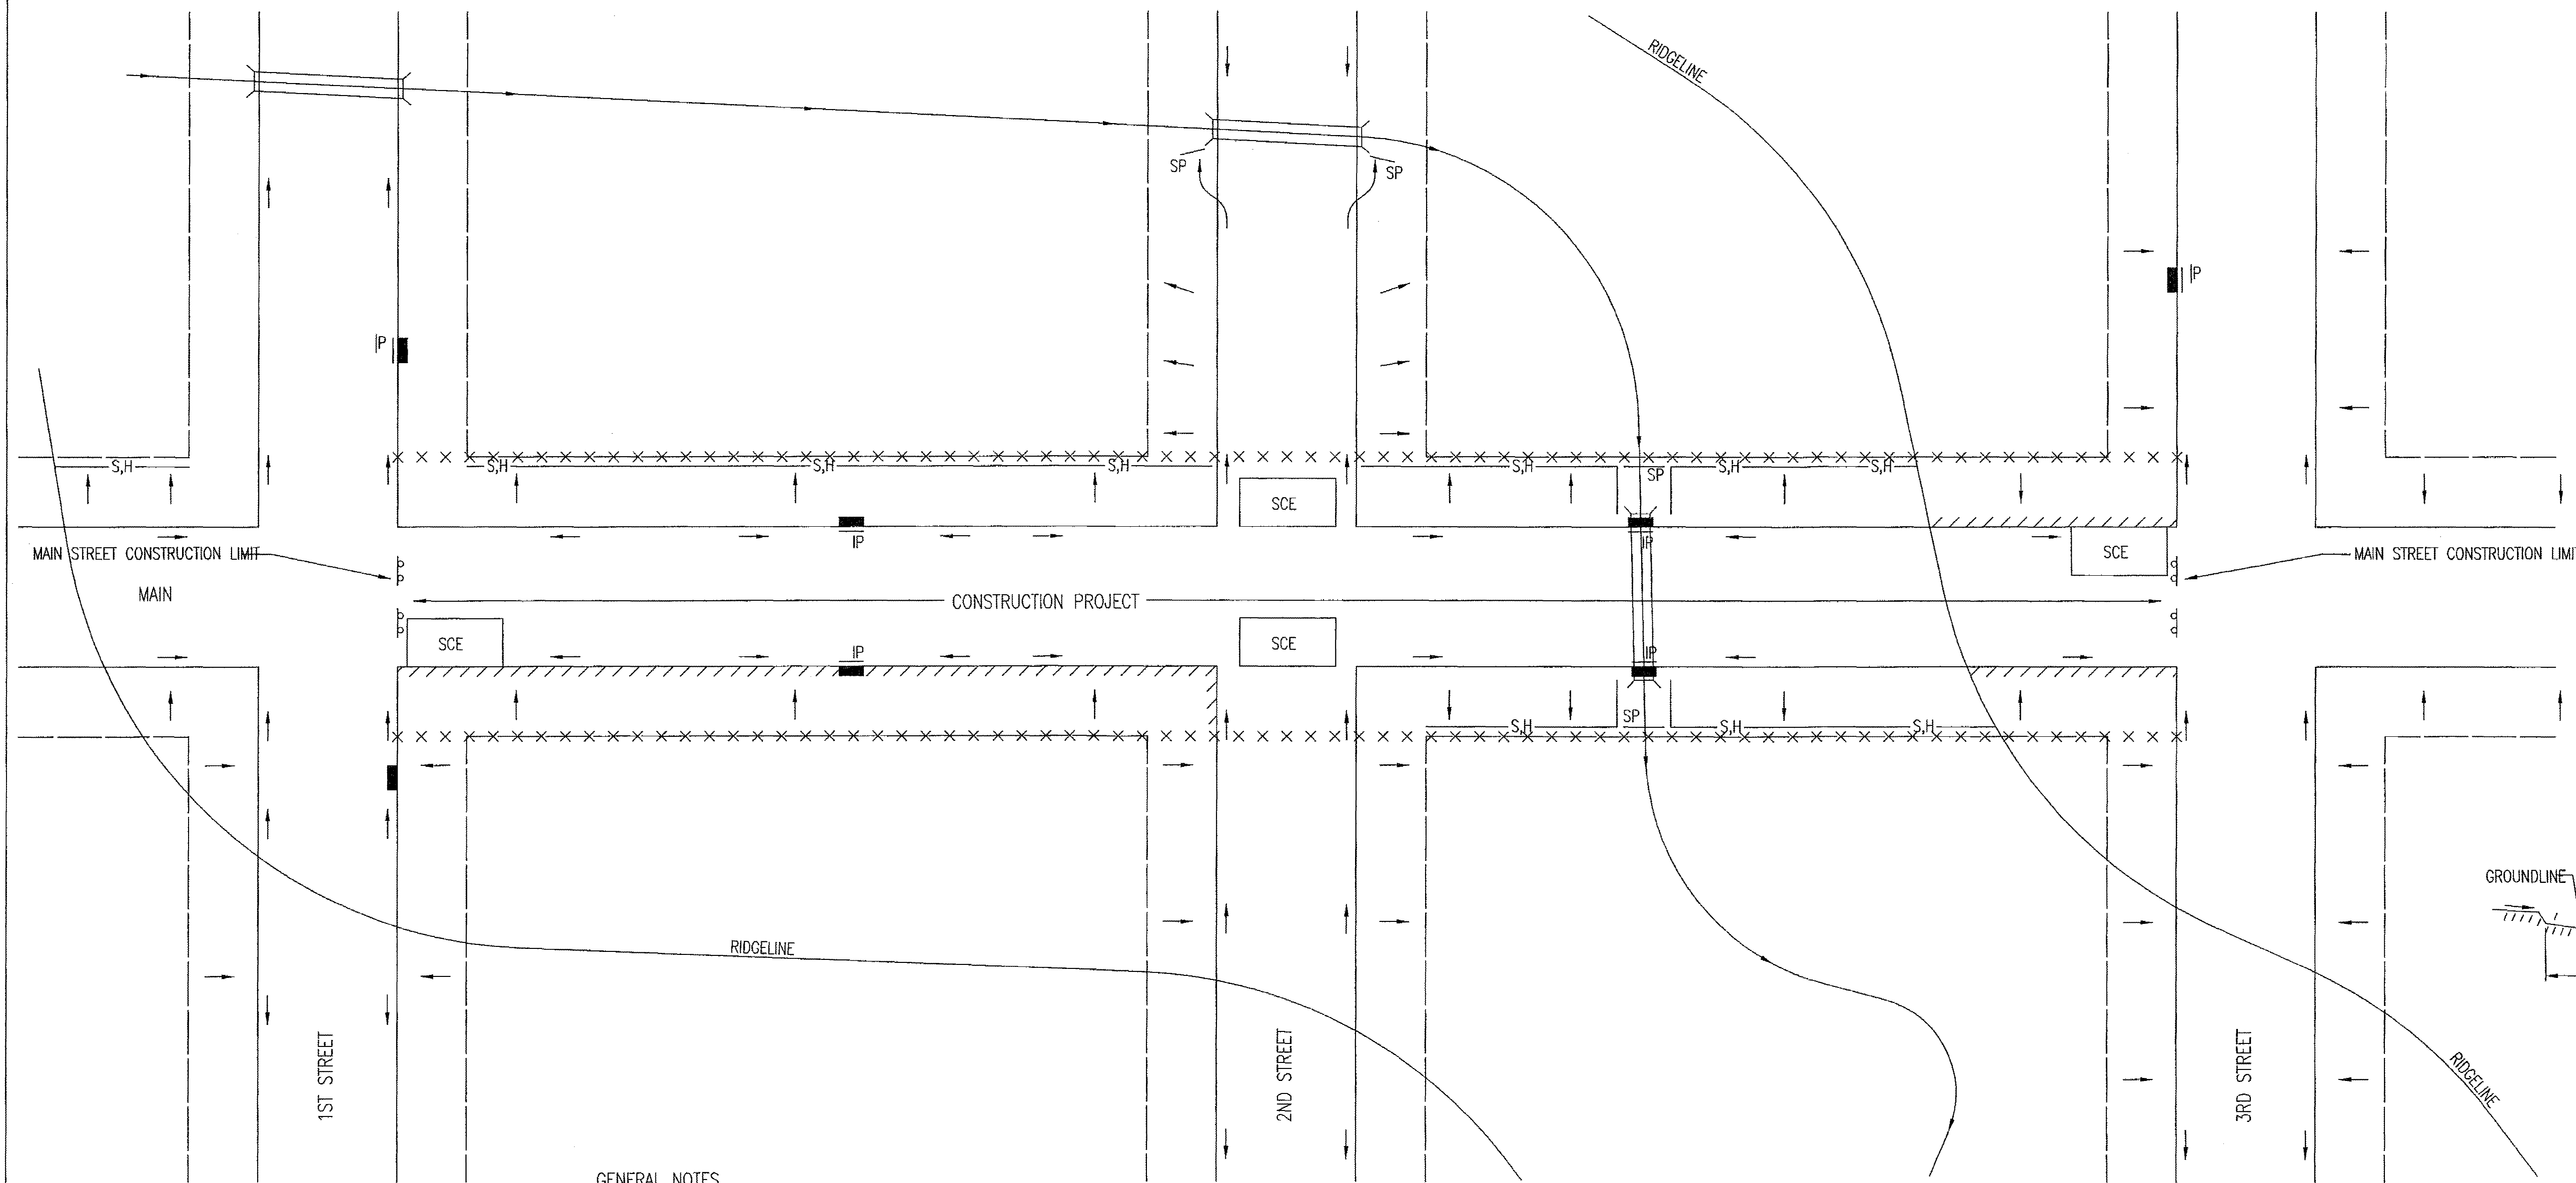 RIDGELINE
SP
SP
IP
IP
S,H
S,H
S,H
S,H
S,H
SP
S,H
S,H
SCE
MAIN STREET CONSTRUCTION LIMIT
IP
IP
SCE
MAIN STREET CONSTRUCTION LIMI
MAIN
CONSTRUCTION PROJECT
SCE
IP
SCE
IP
SP
S,H
S,H
S,H
GROUNDLINE
RIDGELINE
1ST STREET
2ND STREET
3RD STREET
RIDGELINE
GENERAL NOTES